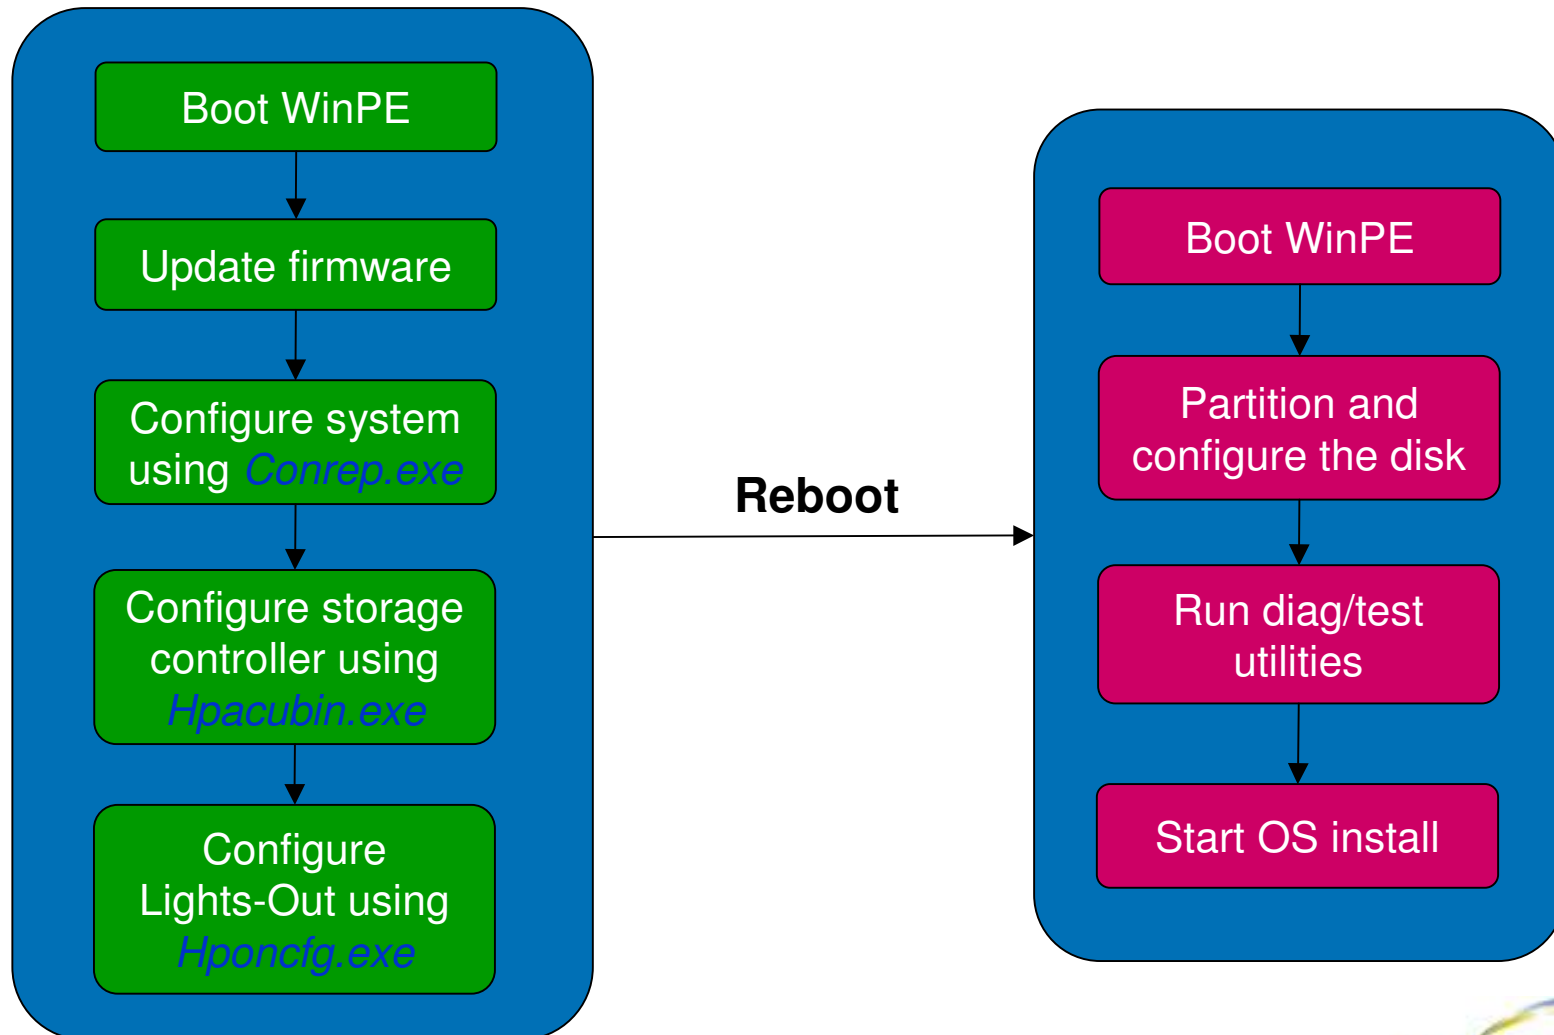 Boot WinPE
Update firmware
Configure system
using Conrep.exe
Configure storage
controller using
Hpacubin.exe
Configure
Lights-Out using
Hponcfg.exe
Reboot
Boot WinPE
Partition and
configure the disk
Run diag/test
utilities
Start OS install